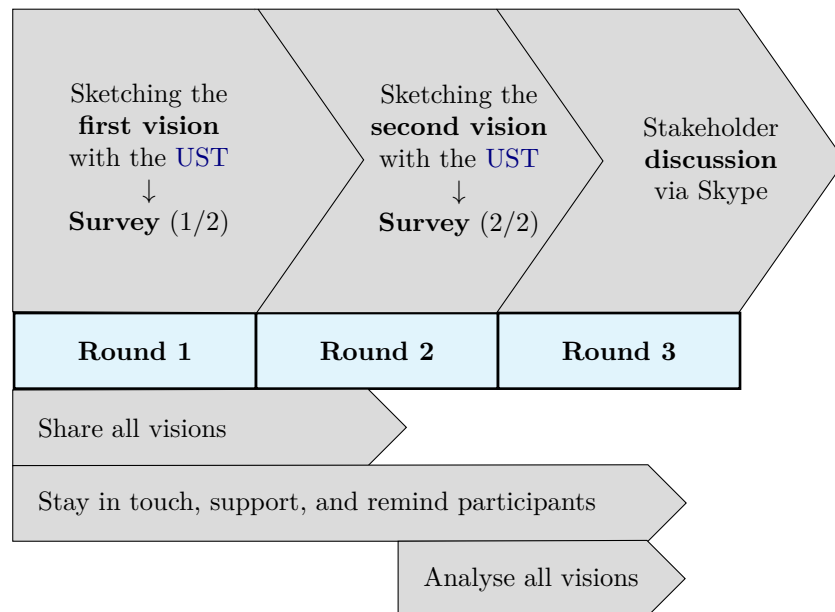 Sketching the
first vision
with the UST
↓
Survey (1/2)
Sketching the
second vision
with the UST
↓
Survey (2/2)
Stakeholder
discussion
via Skype
Round 1
Round 2
Round 3
Share all visions
Stay in touch, support, and remind participants
Analyse all visions